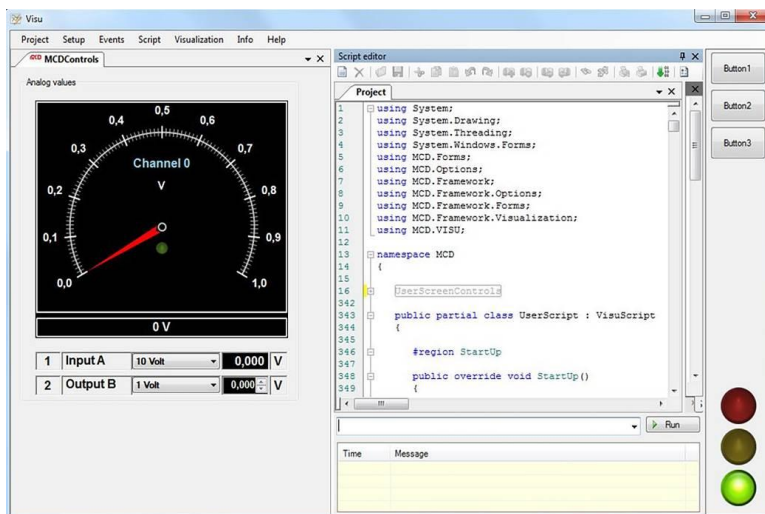 Visu
Project Setup Events Script Visualization Info Help
MCD MCDControls
Analog values
0,5
0,4 0,6
0,3 0,7
Channel 0
V
0,2 0,8
0,1 0,9
0,0 1,0
0 V
1 Input A 10 Volt 0,000 V
2 Output B 1 Volt 0,000 V
Script editor
Project
1 using System;
2 using System.Drawing;
3 using System.Threading;
4 using System.Windows.Forms;
5 using MCD.Forms;
6 using MCD.Options;
7 using MCD.Framework;
8 using MCD.Framework.Options;
9 using MCD.Framework.Forms;
10 using MCD.Framework.Visualization;
11 using MCD.VISU;
12
13 namespace MCD
14 {
15
16 UserScreenControls
342
343 public partial class UserScript : VisuScript
344 {
345
346 #region StartUp
347
348 public override void StartUp()
349 {
Run
Time Message
Button1
Button2
Button3